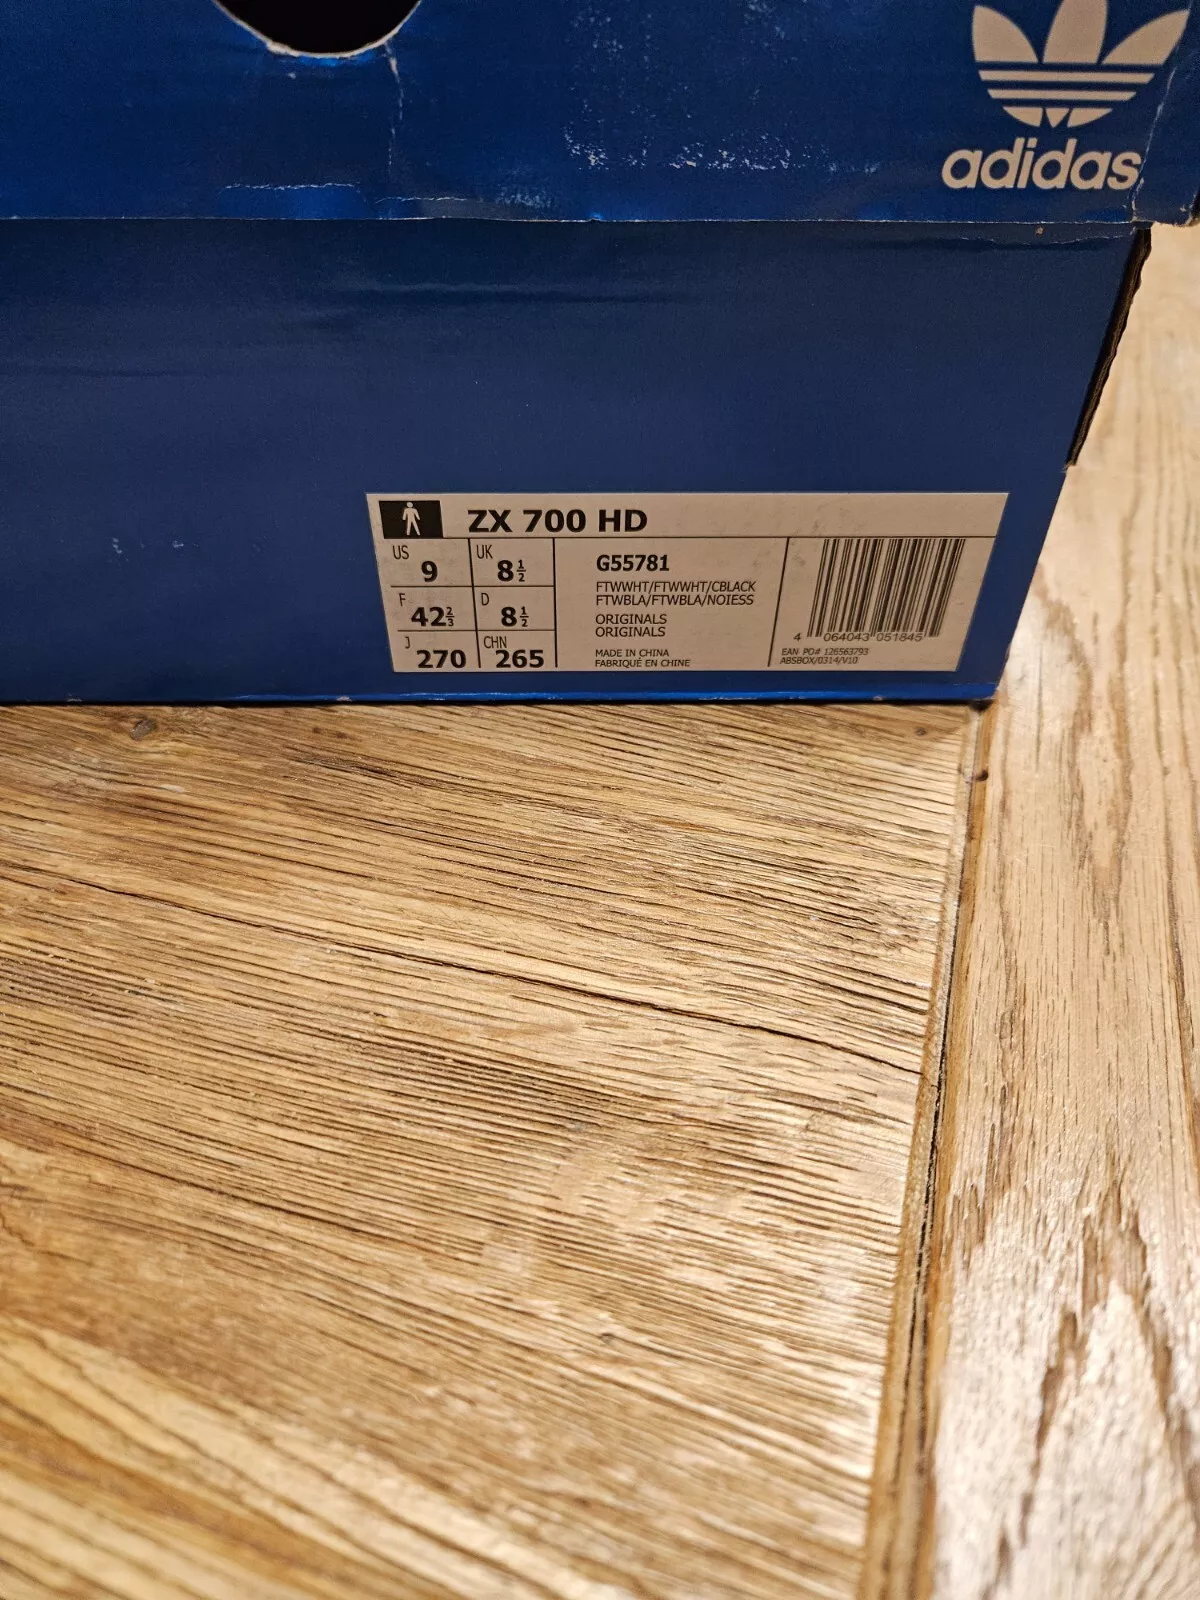 adidas
ZX 700 HD
US 9
UK 8½
F 42⅔
D 8½
J 270
CHN 265
G55781
FTWWHT/FTWWHT/CBLACK
FTWBLA/FTWBLA/NOIESS
ORIGINALS
ORIGINALS
MADE IN CHINA
FABRIQUÉ EN CHINE
4 064043 051845
EAN PO# 126563793
ABSBOX/0314/V10